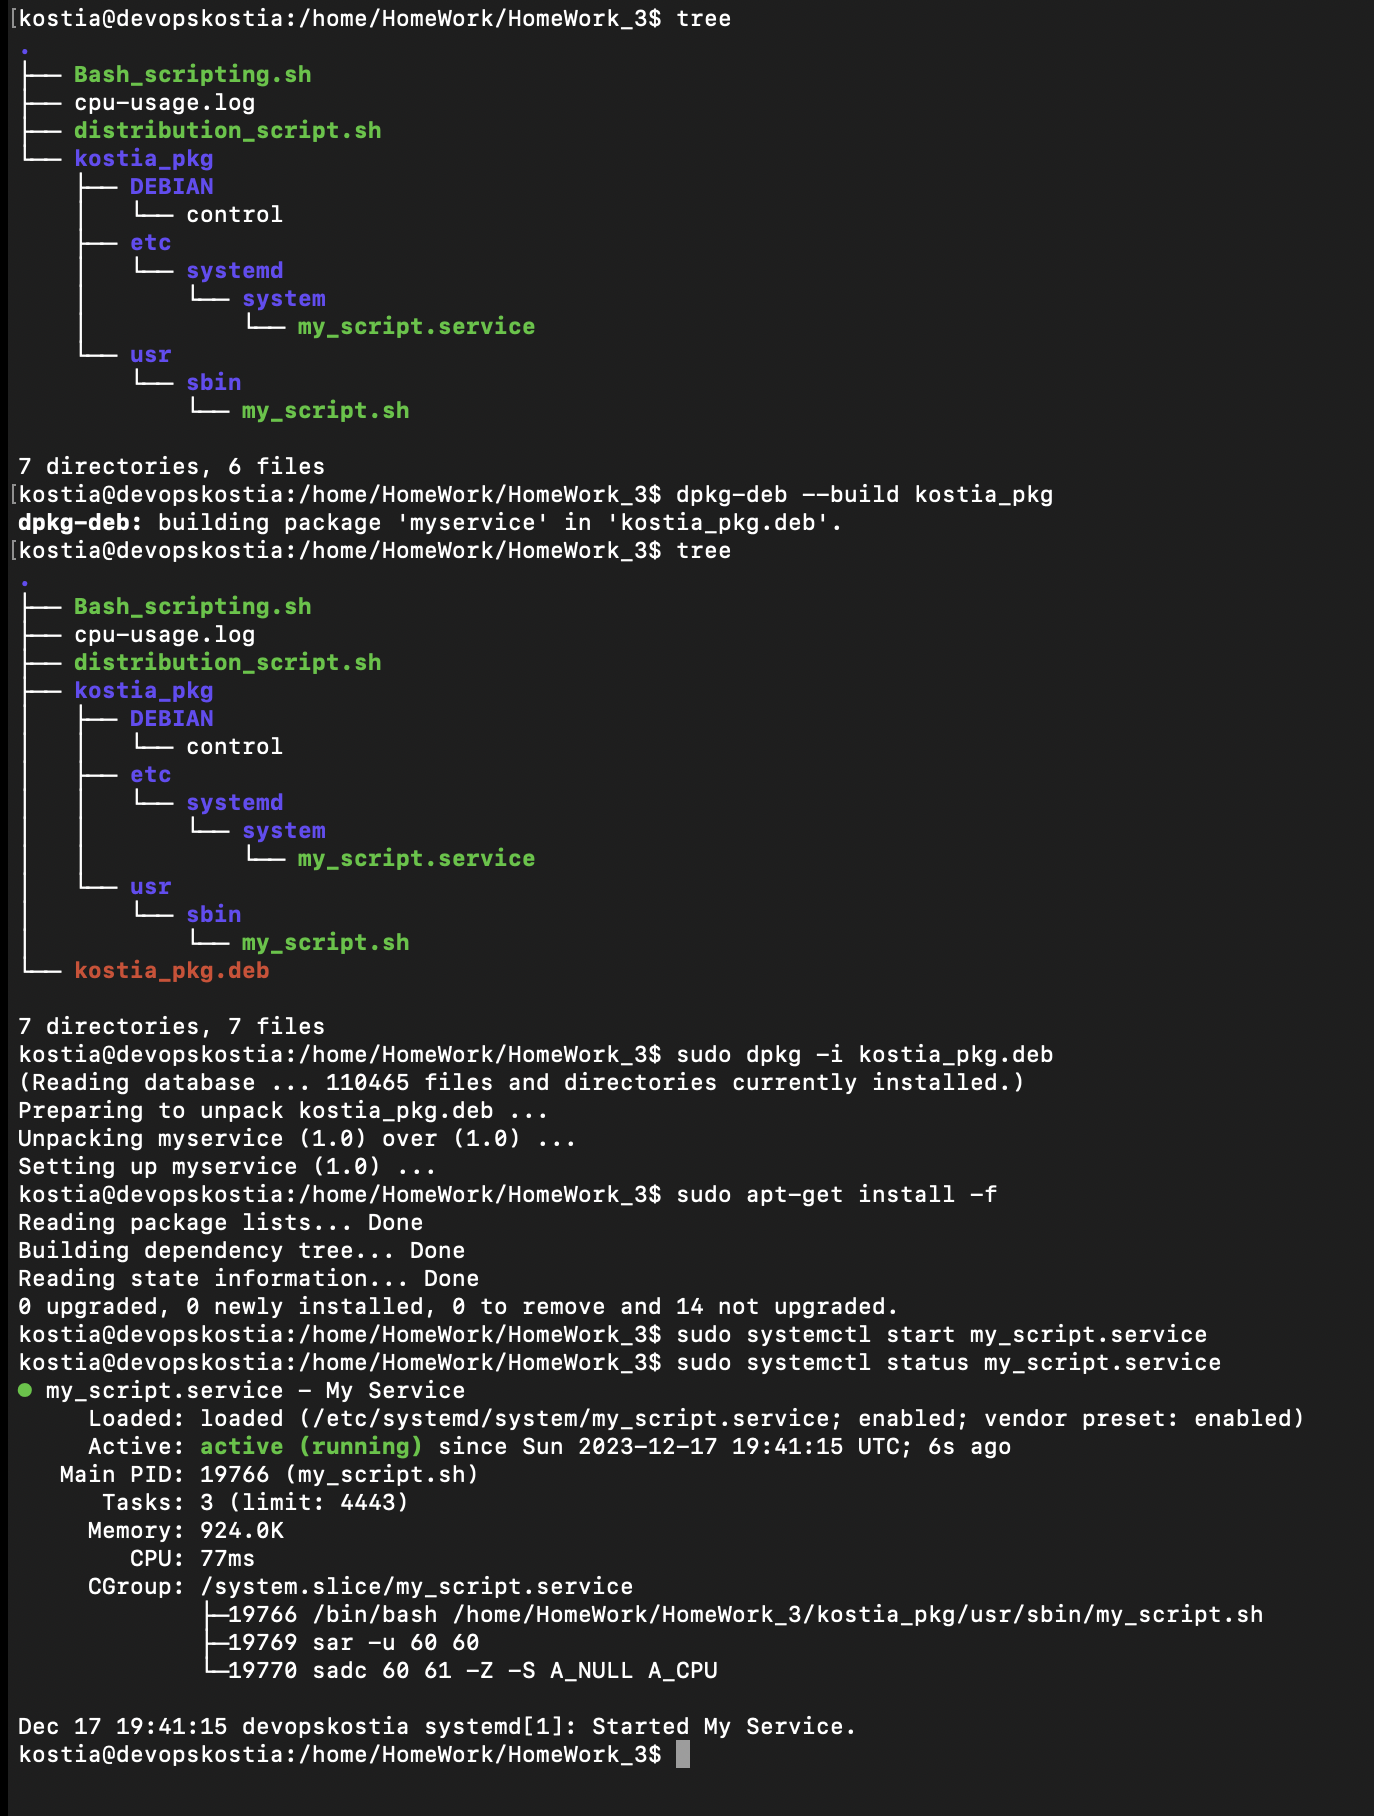 [kostia@devopskostia:/home/HomeWork/HomeWork_3$ tree
.
├── Bash_scripting.sh
├── cpu-usage.log
├── distribution_script.sh
└── kostia_pkg
    ├── DEBIAN
    │   └── control
    ├── etc
    │   └── systemd
    │       └── system
    │           └── my_script.service
    └── usr
        └── sbin
            └── my_script.sh

7 directories, 6 files
[kostia@devopskostia:/home/HomeWork/HomeWork_3$ dpkg-deb --build kostia_pkg
dpkg-deb: building package 'myservice' in 'kostia_pkg.deb'.
[kostia@devopskostia:/home/HomeWork/HomeWork_3$ tree
.
├── Bash_scripting.sh
├── cpu-usage.log
├── distribution_script.sh
├── kostia_pkg
│   ├── DEBIAN
│   │   └── control
│   ├── etc
│   │   └── systemd
│   │       └── system
│   │           └── my_script.service
│   └── usr
│       └── sbin
│           └── my_script.sh
└── kostia_pkg.deb

7 directories, 7 files
kostia@devopskostia:/home/HomeWork/HomeWork_3$ sudo dpkg -i kostia_pkg.deb
(Reading database ... 110465 files and directories currently installed.)
Preparing to unpack kostia_pkg.deb ...
Unpacking myservice (1.0) over (1.0) ...
Setting up myservice (1.0) ...
kostia@devopskostia:/home/HomeWork/HomeWork_3$ sudo apt-get install -f
Reading package lists... Done
Building dependency tree... Done
Reading state information... Done
0 upgraded, 0 newly installed, 0 to remove and 14 not upgraded.
kostia@devopskostia:/home/HomeWork/HomeWork_3$ sudo systemctl start my_script.service
kostia@devopskostia:/home/HomeWork/HomeWork_3$ sudo systemctl status my_script.service
● my_script.service - My Service
     Loaded: loaded (/etc/systemd/system/my_script.service; enabled; vendor preset: enabled)
     Active: active (running) since Sun 2023-12-17 19:41:15 UTC; 6s ago
   Main PID: 19766 (my_script.sh)
      Tasks: 3 (limit: 4443)
     Memory: 924.0K
        CPU: 77ms
     CGroup: /system.slice/my_script.service
             ├─19766 /bin/bash /home/HomeWork/HomeWork_3/kostia_pkg/usr/sbin/my_script.sh
             ├─19769 sar -u 60 60
             └─19770 sadc 60 61 -Z -S A_NULL A_CPU

Dec 17 19:41:15 devopskostia systemd[1]: Started My Service.
kostia@devopskostia:/home/HomeWork/HomeWork_3$